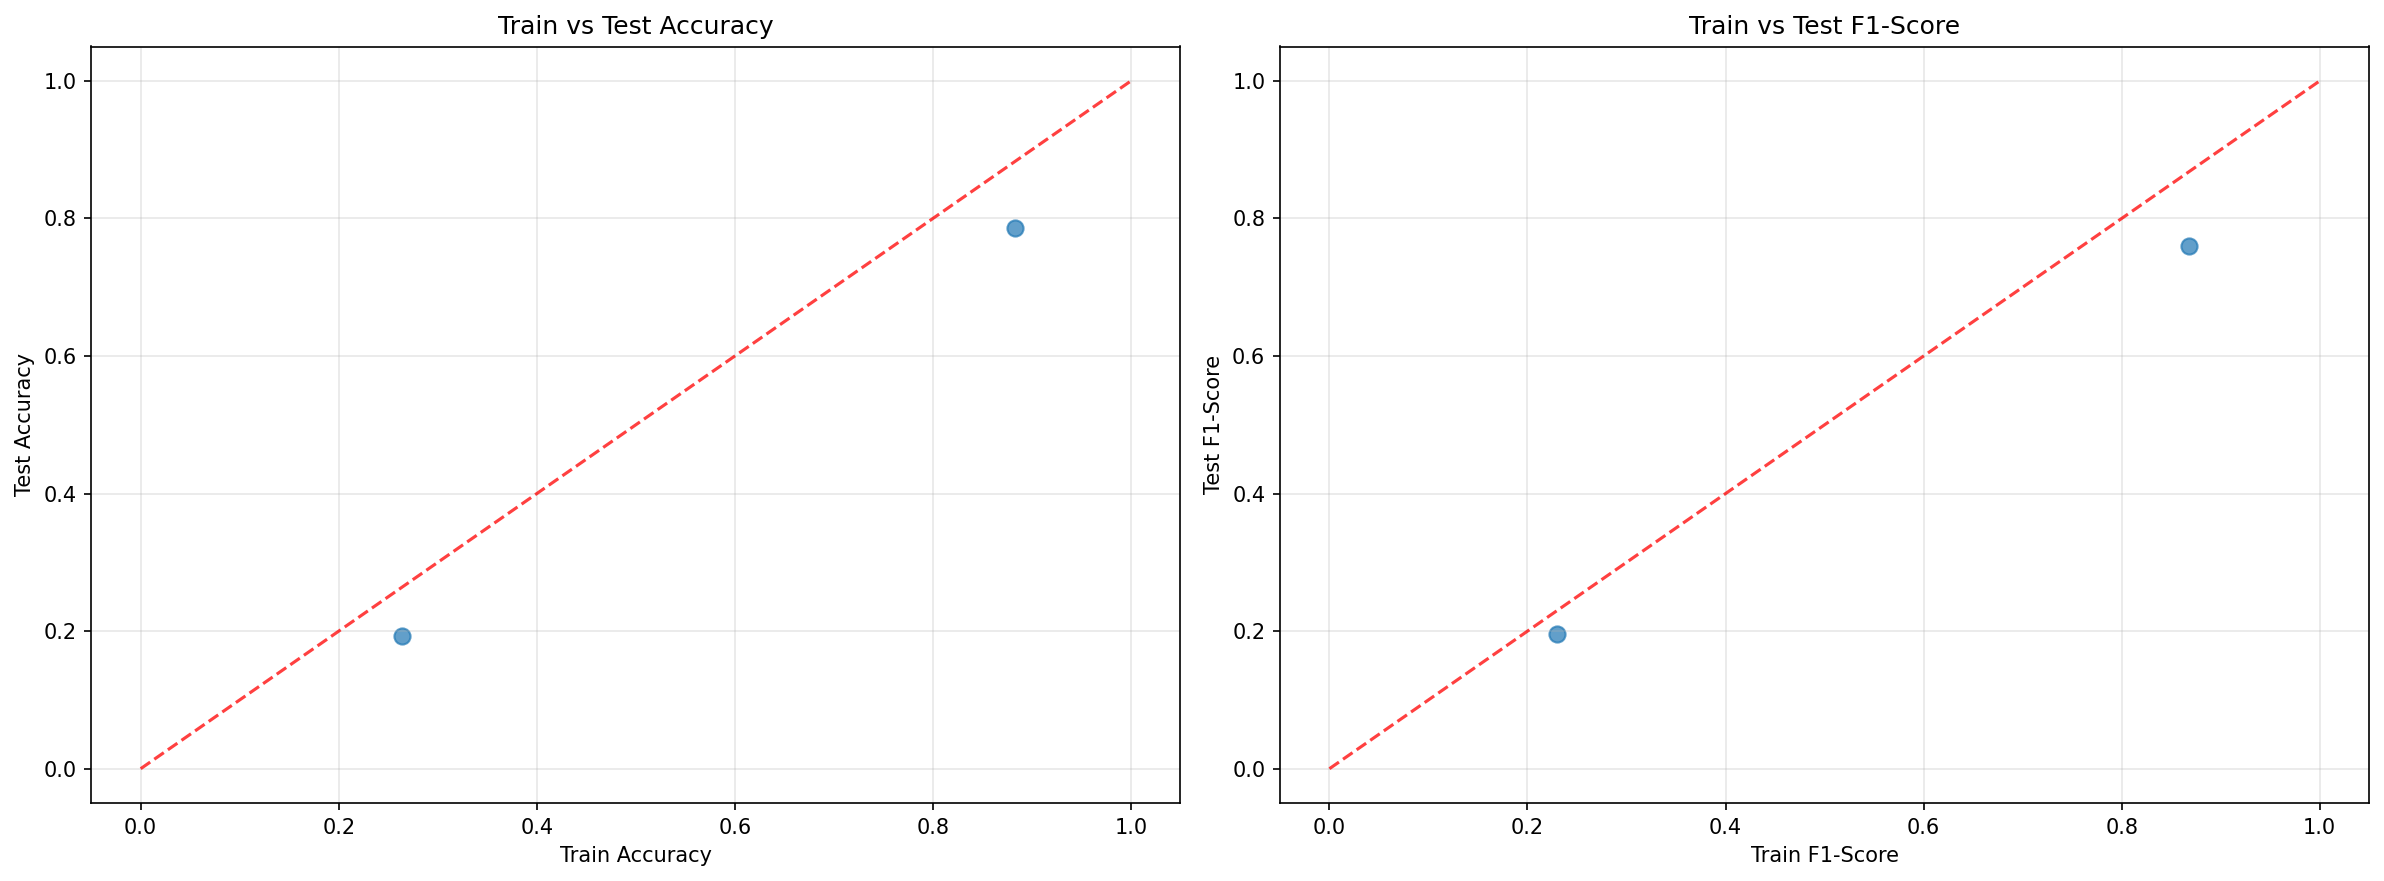 Train vs Test Accuracy
Test Accuracy
1.0
0.8
0.6
0.4
0.2
0.0
0.0 0.2 0.4 0.6 0.8 1.0
Train Accuracy
Train vs Test F1-Score
Test F1-Score
1.0
0.8
0.6
0.4
0.2
0.0
0.0 0.2 0.4 0.6 0.8 1.0
Train F1-Score